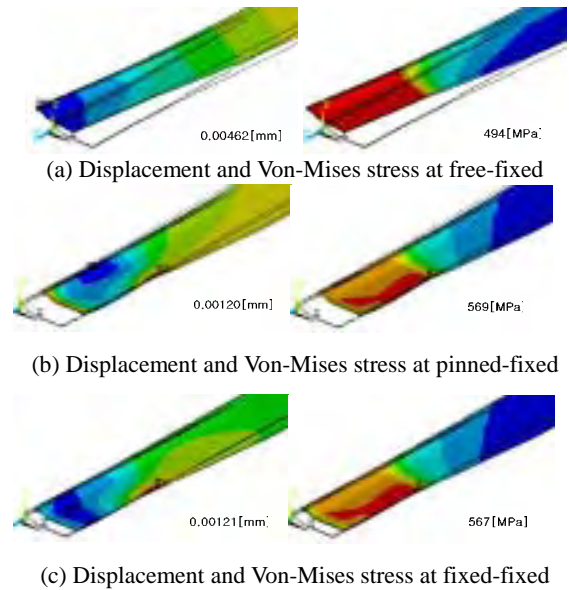 0.00462[mm] 494[MPa]
(a) Displacement and Von-Mises stress at free-fixed
0.00120[mm] 569[MPa]
(b) Displacement and Von-Mises stress at pinned-fixed
0.00121[mm] 567[MPa]
(c) Displacement and Von-Mises stress at fixed-fixed